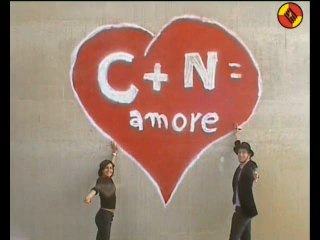 C + N =
amore